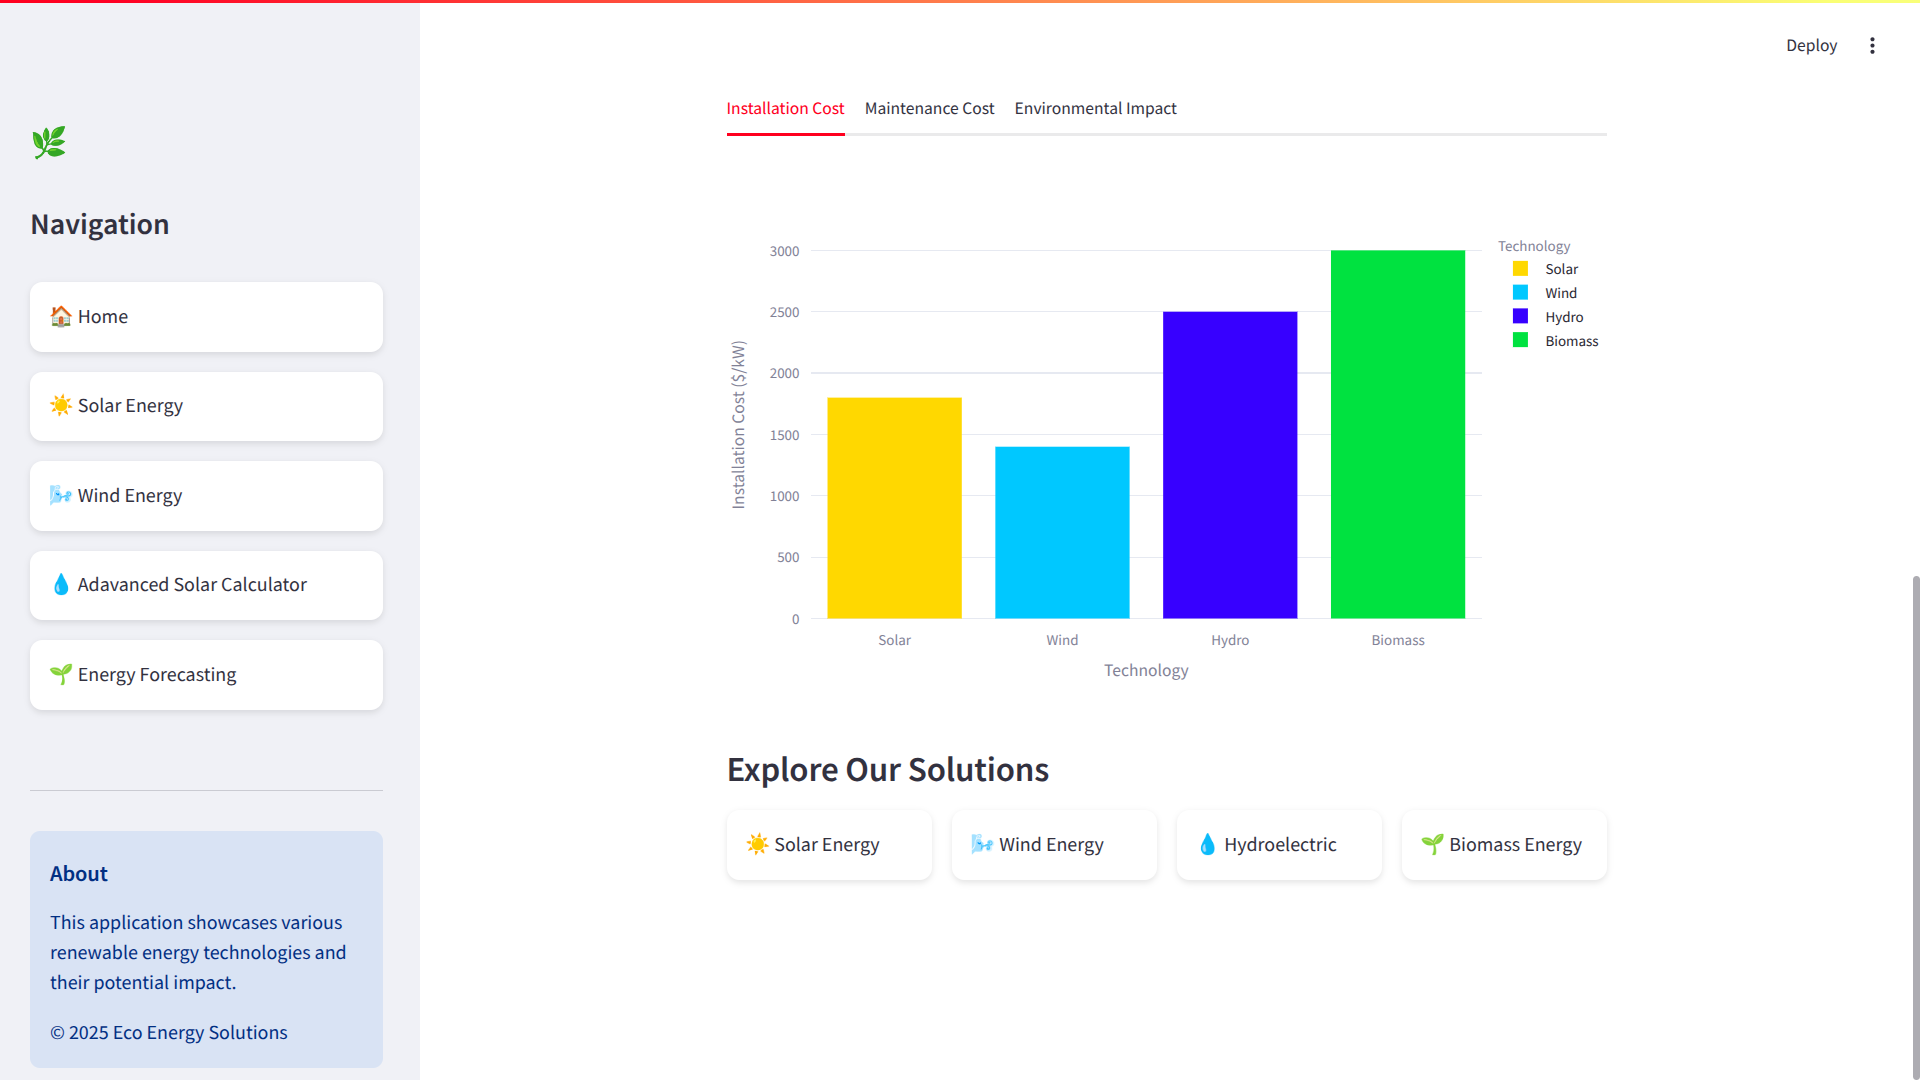 Deploy
Navigation
Home
Solar Energy
Wind Energy
Adavanced Solar Calculator
Energy Forecasting
About
This application showcases various
renewable energy technologies and
their potential impact.
© 2025 Eco Energy Solutions
Installation Cost
Maintenance Cost
Environmental Impact
Installation Cost ($/kW)
3000
2500
2000
1500
1000
500
0
Solar
Wind
Hydro
Biomass
Technology
Technology
Solar
Wind
Hydro
Biomass
Explore Our Solutions
Solar Energy
Wind Energy
Hydroelectric
Biomass Energy